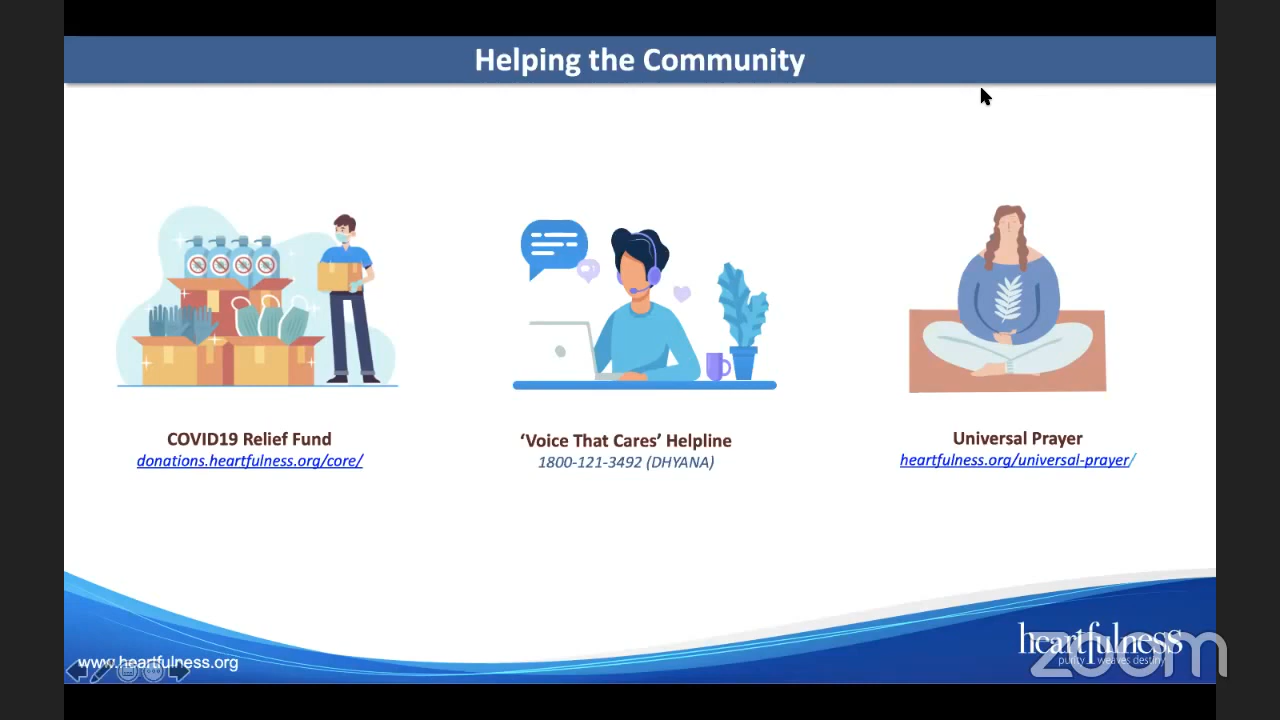 Helping the Community
COVID19 Relief Fund
donations.heartfulness.org/core/
‘Voice That Cares’ Helpline
1800-121-3492 (DHYANA)
Universal Prayer
heartfulness.org/universal-prayer/
www.heartfulness.org
heartfulness
purity weaves destiny
zoom